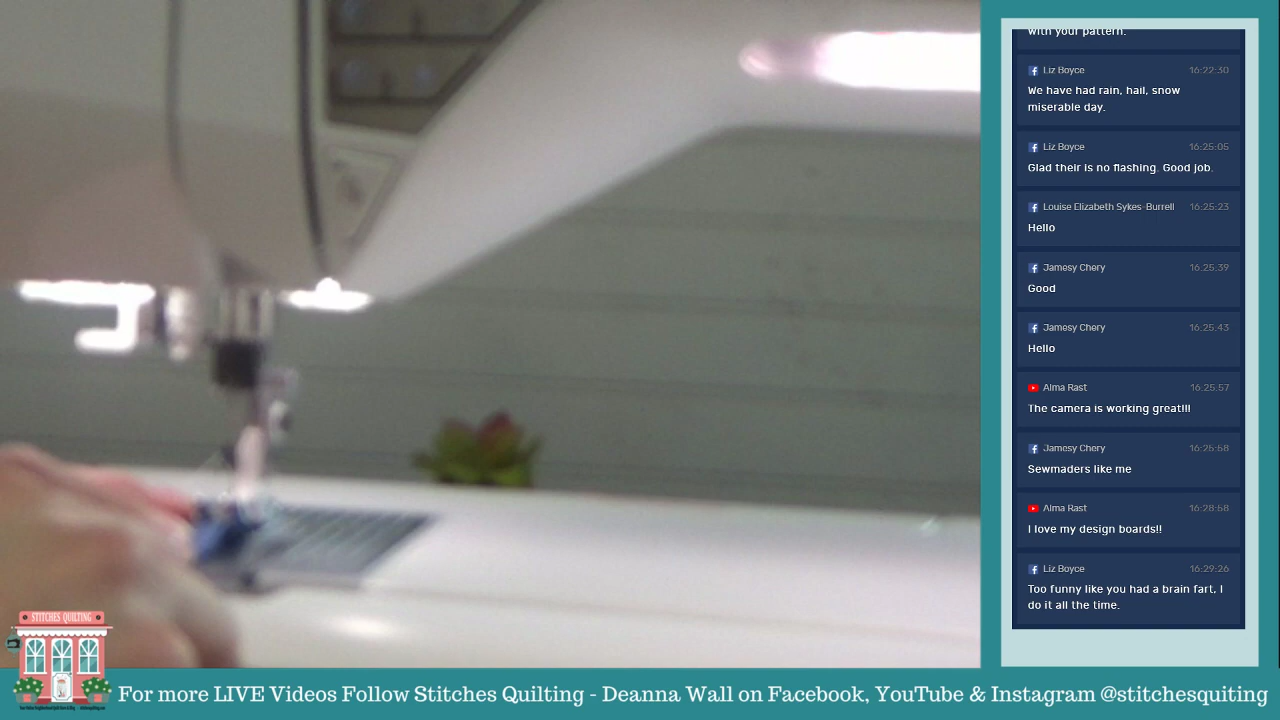 with your pattern.
Liz Boyce 16:22:30
We have had rain, hail, snow
miserable day.
Liz Boyce 16:25:05
Glad their is no flashing. Good job.
Louise Elizabeth Sykes-Burrell 16:25:23
Hello
Jamesy Chery 16:25:39
Good
Jamesy Chery 16:25:43
Hello
Alma Rast 16:25:57
The camera is working great!!!
Jamesy Chery 16:25:58
Sewmaders like me
Alma Rast 16:28:58
I love my design boards!!
Liz Boyce 16:29:26
Too funny like you had a brain fart, I
do it all the time.
STITCHES QUILTING
For more LIVE Videos Follow Stitches Quilting - Deanna Wall on Facebook, YouTube & Instagram @stitchesquiting